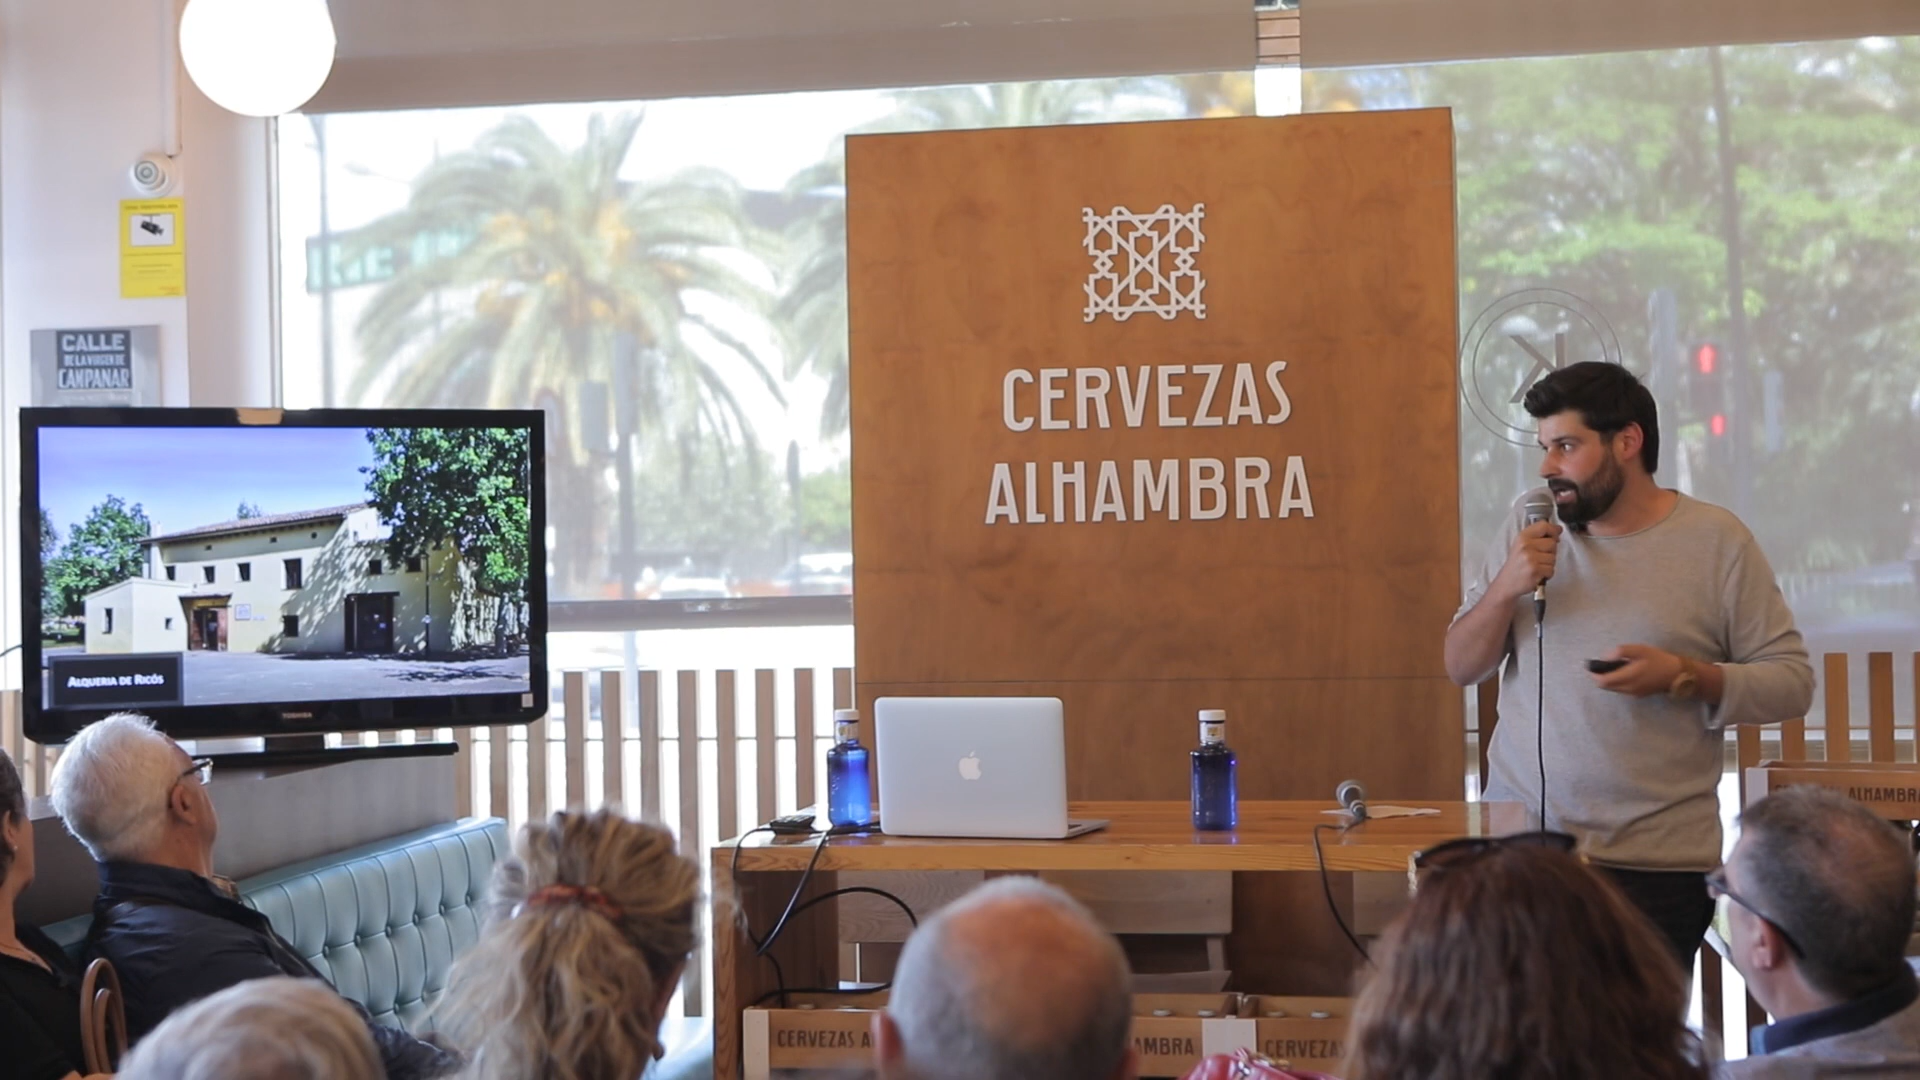 CALLE
DE LA VIRGEN DE
CAMPANAR
ALQUERIA DE RICÓS
TOSHIBA
CERVEZAS
ALHAMBRA
K
ALHAMBRA
CERVEZAS A
AMBRA
CERVEZAS